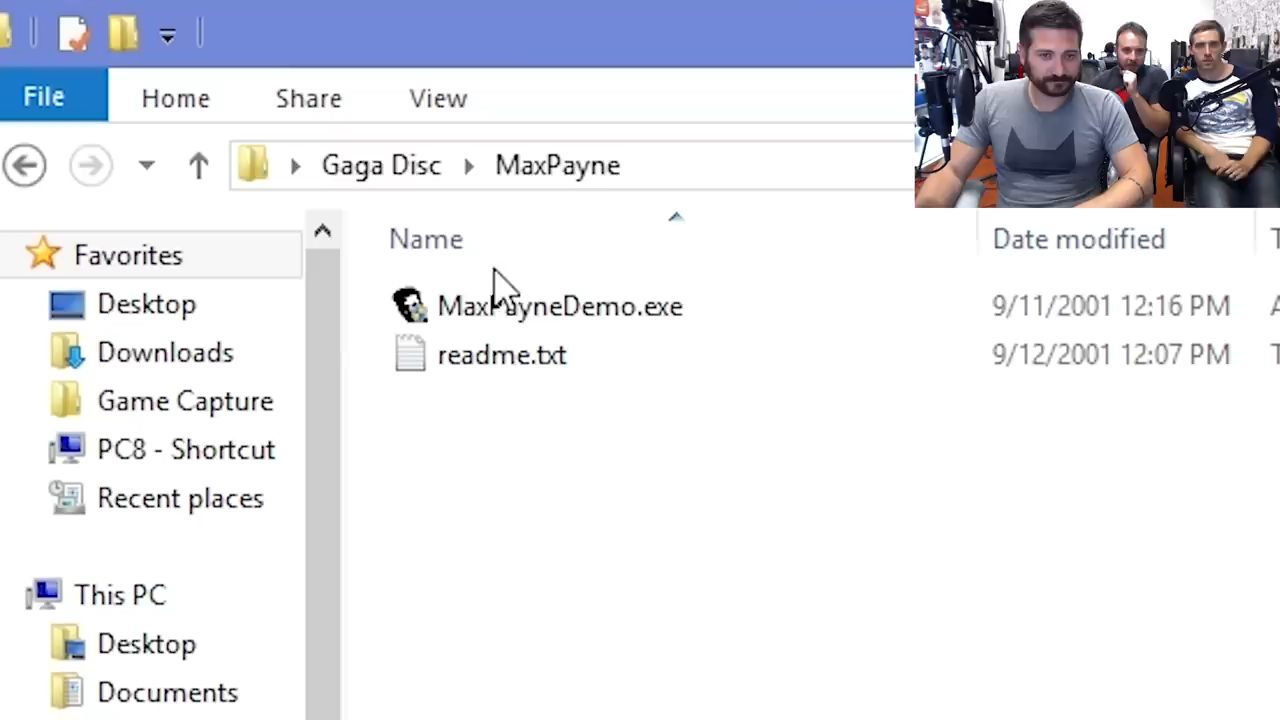 File Home Share View
Gaga Disc MaxPayne
Name Date modified
Favorites
MaxPayneDemo.exe 9/11/2001 12:16 PM
Desktop
readme.txt 9/12/2001 12:07 PM
Downloads
Game Capture
PC8 - Shortcut
Recent places
This PC
Desktop
Documents